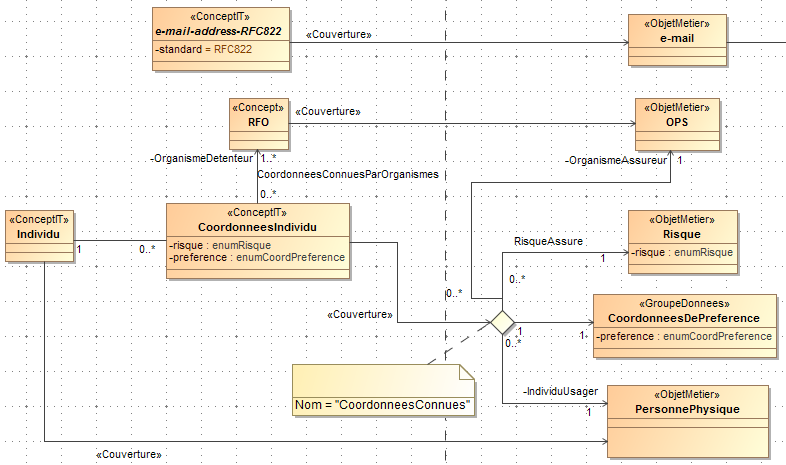 «ConceptIT»
e-mail-address-RFC822
-standard = RFC822
«Couverture»
«ObjetMetier»
e-mail
«Concept»
RFO
«Couverture»
«ObjetMetier»
OPS
-OrganismeDetenteur
1..*
-OrganismeAssureur
1
CoordonneesConnuesParOrganismes
0..*
«ConceptIT»
Individu
1
0..*
«ConceptIT»
CoordonneesIndividu
-risque : enumRisque
-preference : enumCoordPreference
RisqueAssure
1
0..*
«ObjetMetier»
Risque
-risque : enumRisque
0..*
«Couverture»
1
1
0..*
«GroupeDonnees»
CoordonneesDePreference
-preference : enumCoordPreference
Nom = "CoordonneesConnues"
-IndividuUsager
1
«ObjetMetier»
PersonnePhysique
«Couverture»